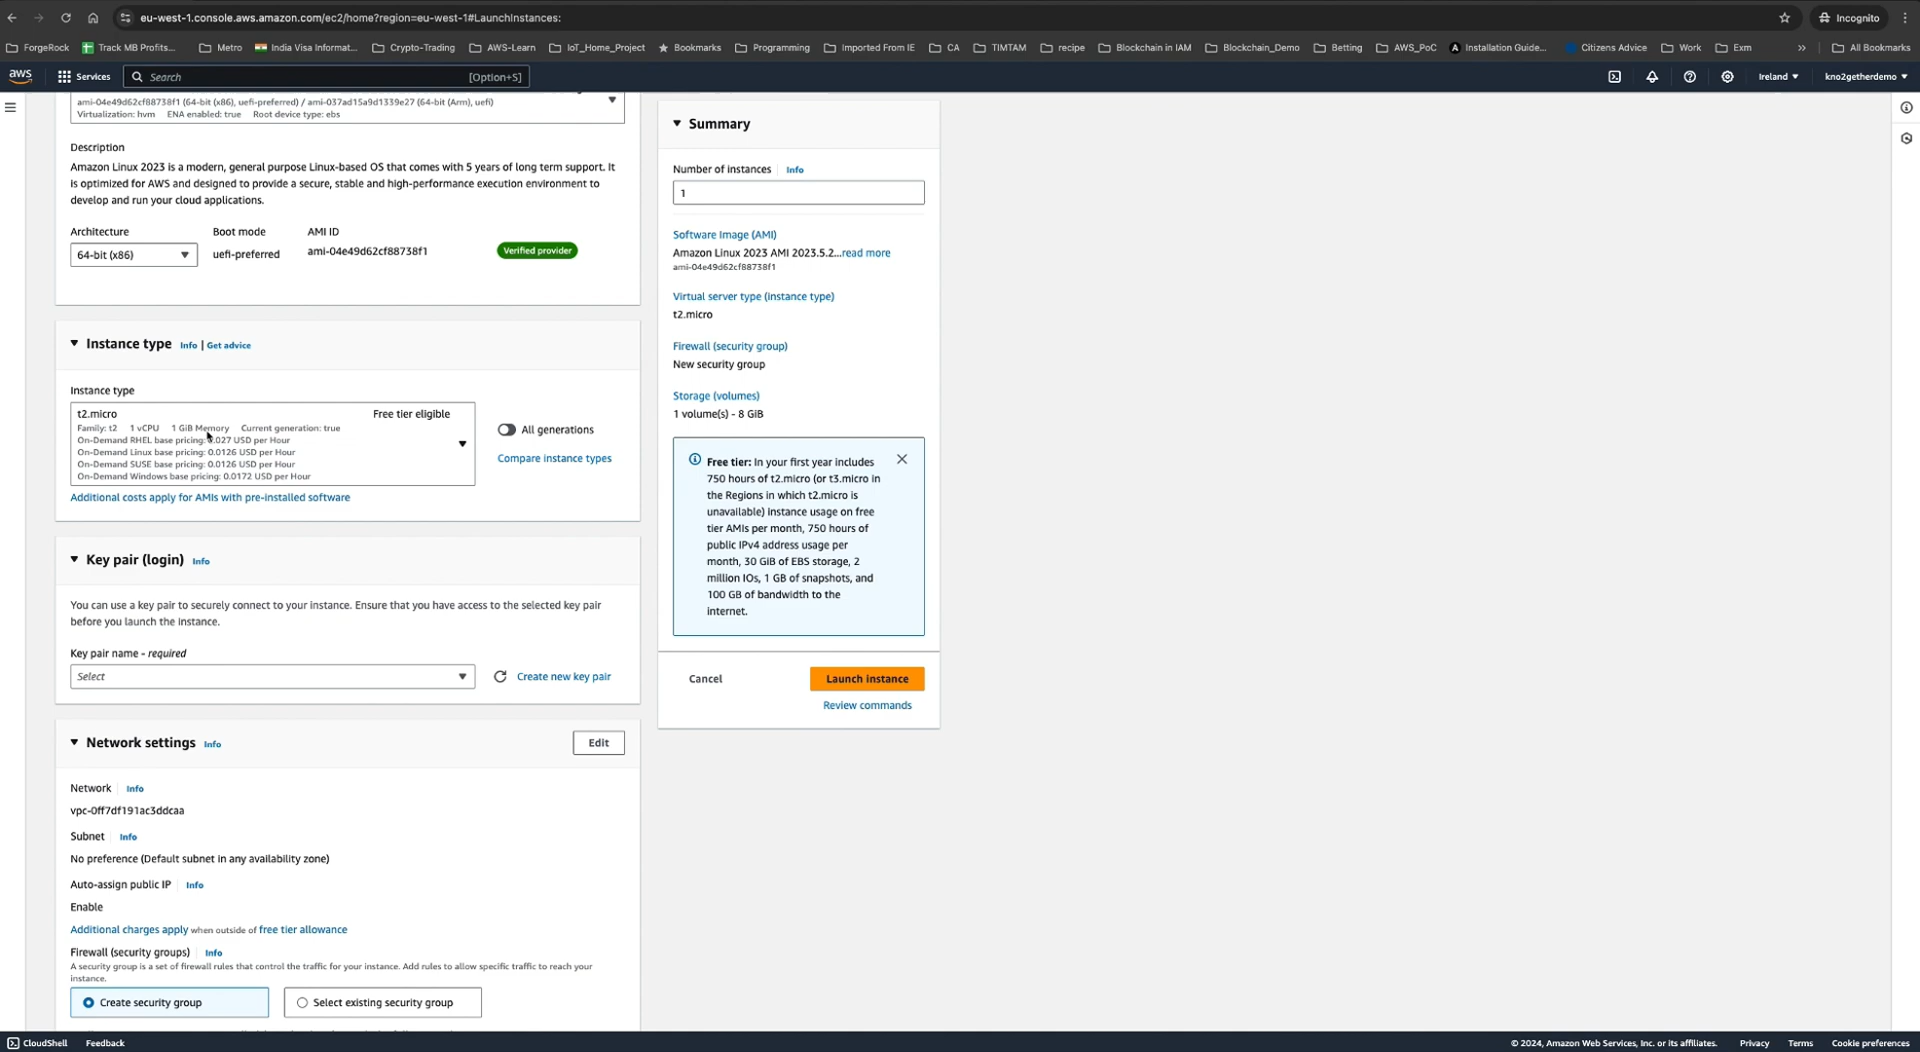 eu-west-1.console.aws.amazon.com/ec2/home?region=eu-west-1#LaunchInstances:
Incognito
ForgeRock
Track MB Profits...
Metro
India Visa Informat...
Crypto-Trading
AWS-Learn
IoT_Home_Project
Bookmarks
Programming
Imported From IE
CA
TIMTAM
recipe
Blockchain in IAM
Blockchain_Demo
Betting
AWS_PoC
Installation Guide...
Citizens Advice
Work
Exm
»
All Bookmarks
aws
Services
Search
[Option+S]
Ireland
kno2getherdemo
ami-04e49d62cf88738f1 (64-bit (x86), uefi-preferred) / ami-037ad15a9d1339e27 (64-bit (Arm), uefi)
Virtualization: hvm ENA enabled: true Root device type: ebs
Description
Amazon Linux 2023 is a modern, general purpose Linux-based OS that comes with 5 years of long term support. It
is optimized for AWS and designed to provide a secure, stable and high-performance execution environment to
develop and run your cloud applications.
Architecture
Boot mode
AMI ID
64-bit (x86)
uefi-preferred
ami-04e49d62cf88738f1
Verified provider
Instance type Info | Get advice
Instance type
t2.micro
Free tier eligible
Family: t2 1 vCPU 1 GiB Memory Current generation: true
On-Demand RHEL base pricing: 0.027 USD per Hour
On-Demand Linux base pricing: 0.0126 USD per Hour
On-Demand SUSE base pricing: 0.0126 USD per Hour
On-Demand Windows base pricing: 0.0172 USD per Hour
All generations
Compare instance types
Additional costs apply for AMIs with pre-installed software
Key pair (login) Info
You can use a key pair to securely connect to your instance. Ensure that you have access to the selected key pair
before you launch the instance.
Key pair name - required
Select
Create new key pair
Network settings Info
Edit
Network Info
vpc-0ff7df191ac3ddcaa
Subnet Info
No preference (Default subnet in any availability zone)
Auto-assign public IP Info
Enable
Additional charges apply when outside of free tier allowance
Firewall (security groups) Info
A security group is a set of firewall rules that control the traffic for your instance. Add rules to allow specific traffic to reach your
instance.
Create security group
Select existing security group
Summary
Number of instances Info
1
Software Image (AMI)
Amazon Linux 2023 AMI 2023.5.2...read more
ami-04e49d62cf88738f1
Virtual server type (instance type)
t2.micro
Firewall (security group)
New security group
Storage (volumes)
1 volume(s) - 8 GiB
Free tier: In your first year includes
750 hours of t2.micro (or t3.micro in
the Regions in which t2.micro is
unavailable) instance usage on free
tier AMIs per month, 750 hours of
public IPv4 address usage per
month, 30 GiB of EBS storage, 2
million IOs, 1 GB of snapshots, and
100 GB of bandwidth to the
internet.
Cancel
Launch instance
Review commands
CloudShell
Feedback
© 2024, Amazon Web Services, Inc. or its affiliates.
Privacy
Terms
Cookie preferences